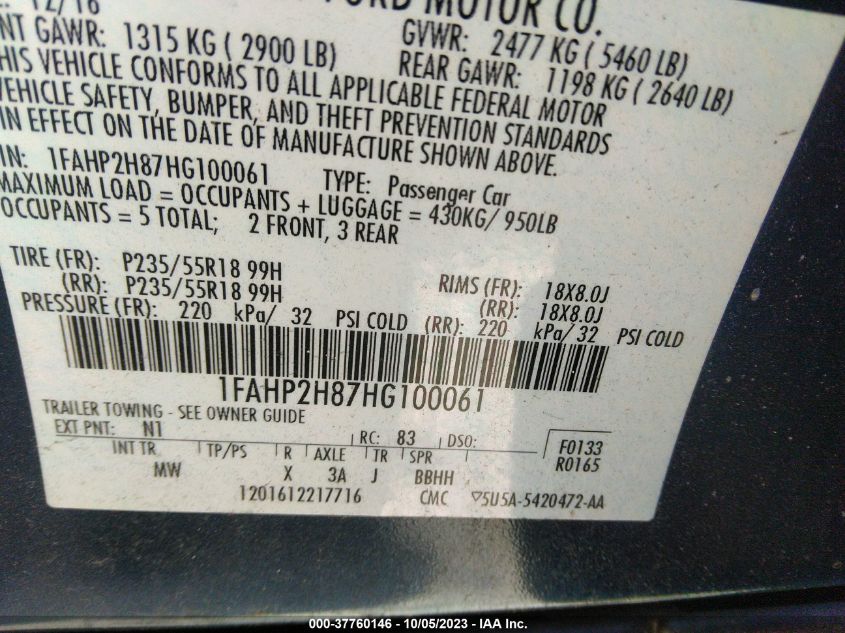 12/16
FORD MOTOR CO.
NT GAWR: 1315 KG ( 2900 LB)
GVWR: 2477 KG ( 5460 LB)
REAR GAWR: 1198 KG ( 2640 LB)
HIS VEHICLE CONFORMS TO ALL APPLICABLE FEDERAL MOTOR
VEHICLE SAFETY, BUMPER, AND THEFT PREVENTION STANDARDS
IN EFFECT ON THE DATE OF MANUFACTURE SHOWN ABOVE.
IN: 1FAHP2H87HG100061 TYPE: Passenger Car
MAXIMUM LOAD = OCCUPANTS + LUGGAGE = 430KG/ 950LB
OCCUPANTS = 5 TOTAL; 2 FRONT, 3 REAR
TIRE (FR): P235/55R18 99H RIMS (FR): 18X8.0J
(RR): P235/55R18 99H (RR): 18X8.0J
PRESSURE (FR): 220 kPa/ 32 PSI COLD (RR): 220 kPa/ 32 PSI COLD
1FAHP2H87HG100061
TRAILER TOWING - SEE OWNER GUIDE
EXT PNT: N1 RC: 83 DSO: F0133
R0165
INT TR TP/PS R AXLE TR SPR
MW X 3A J BBHH
1201612217716 CMC ▽5U5A-5420472-AA
000-37760146 - 10/05/2023 - IAA Inc.